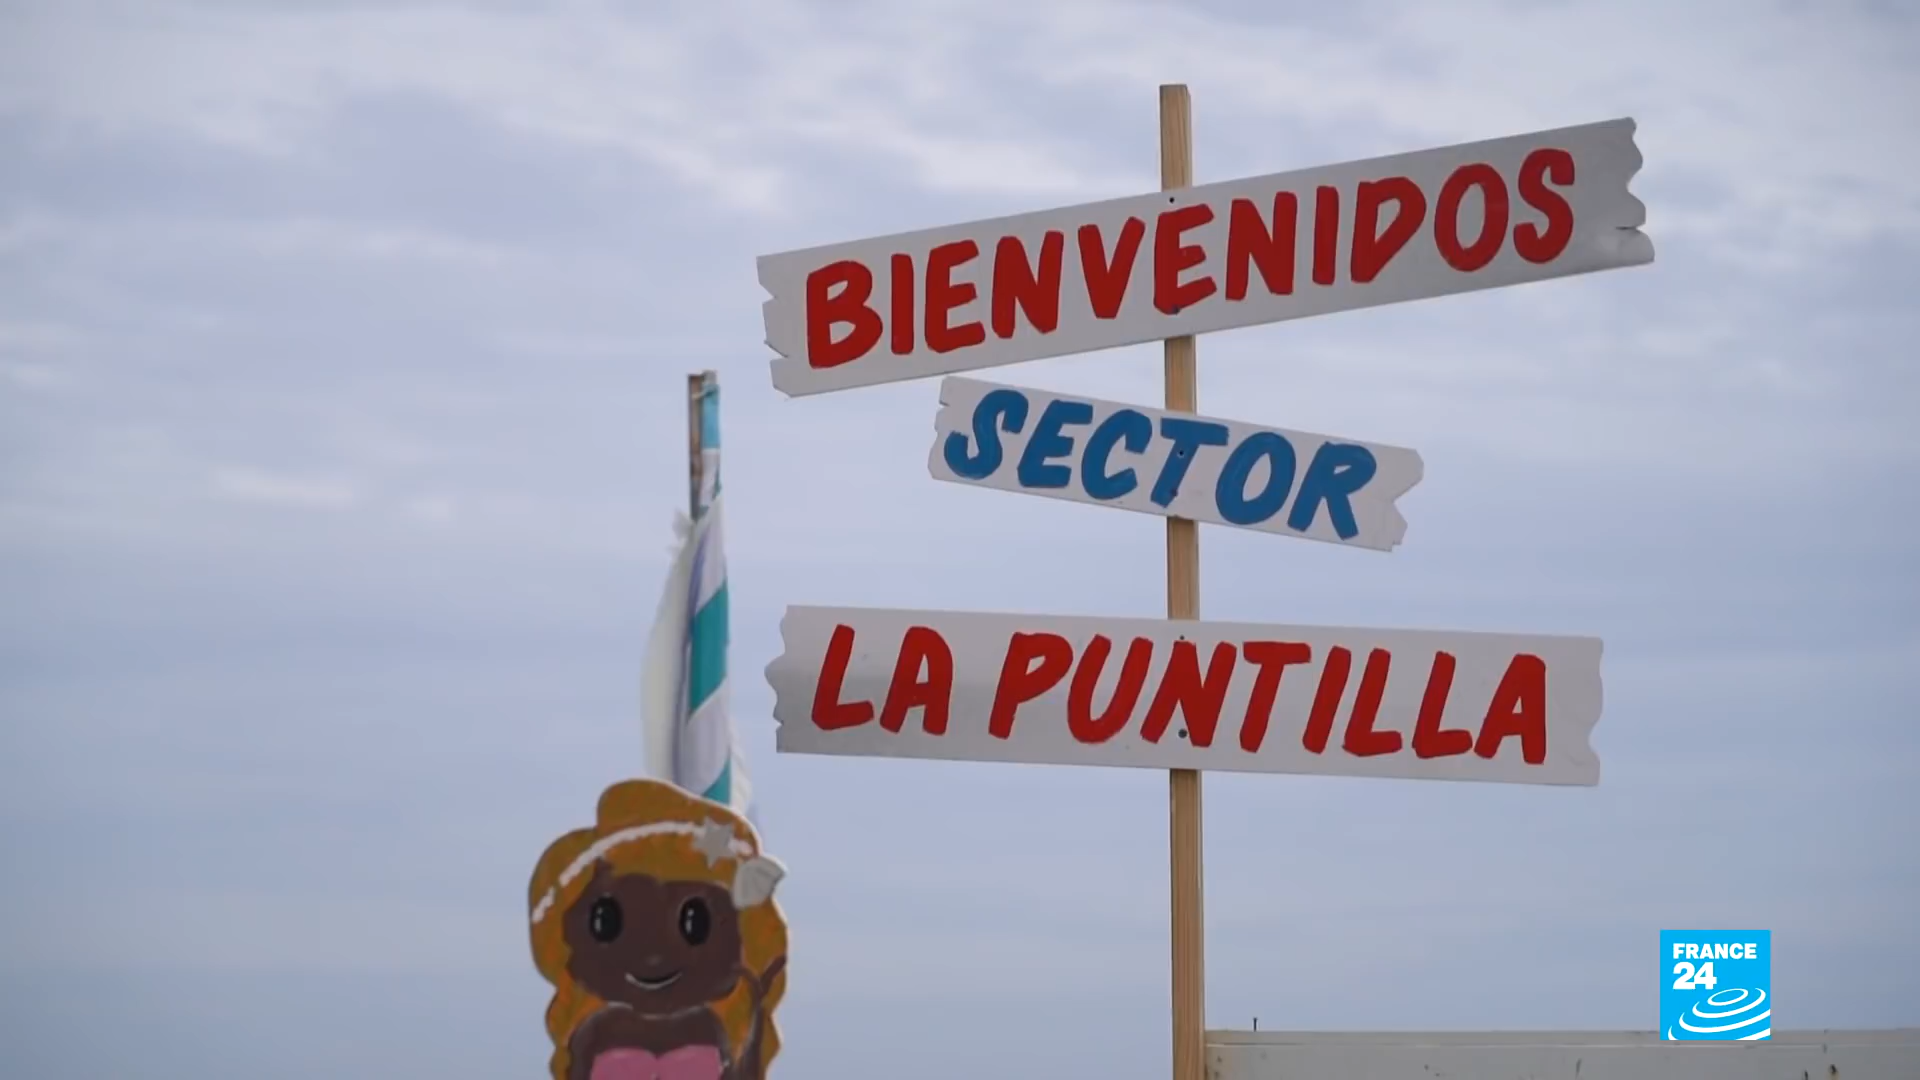 BIENVENIDOS
SECTOR
LA PUNTILLA
FRANCE
24